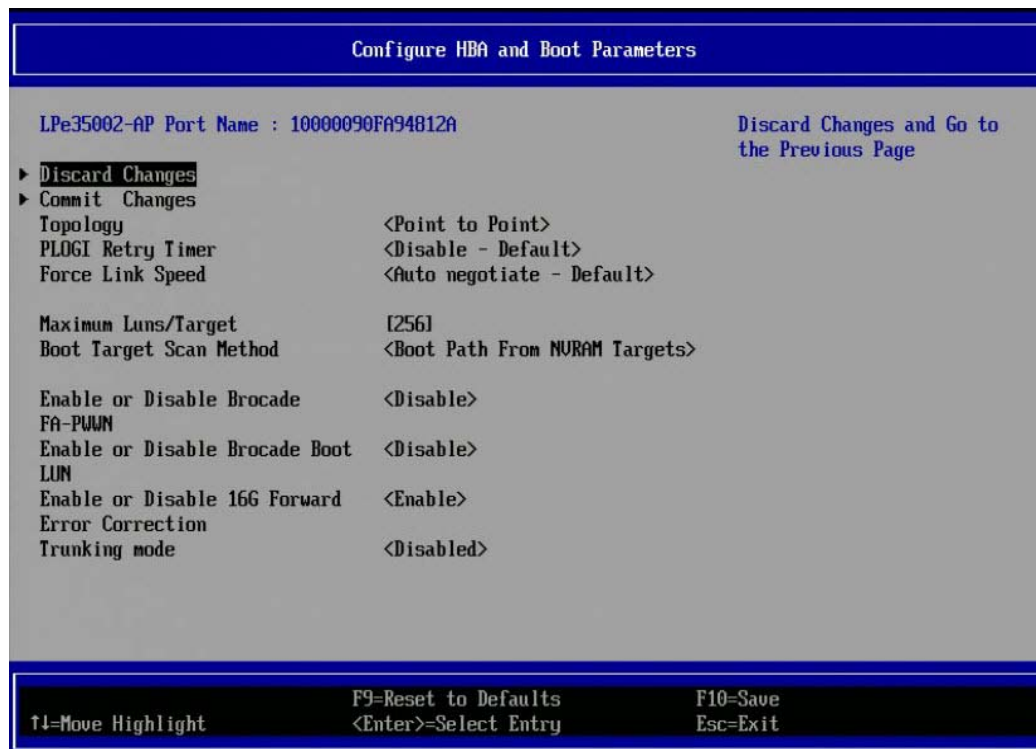 Configure HBA and Boot Parameters
LPe35002-AP Port Name : 10000090FA94812A
Discard Changes and Go to
the Previous Page
Discard Changes
Commit Changes
Topology <Point to Point>
PLOGI Retry Timer <Disable - Default>
Force Link Speed <Auto negotiate - Default>
Maximum Luns/Target [256]
Boot Target Scan Method <Boot Path From NVRAM Targets>
Enable or Disable Brocade <Disable>
FA-PWWN
Enable or Disable Brocade Boot <Disable>
LUN
Enable or Disable 16G Forward <Enable>
Error Correction
Trunking mode <Disabled>
F9=Reset to Defaults F10=Save
↑↓=Move Highlight <Enter>=Select Entry Esc=Exit